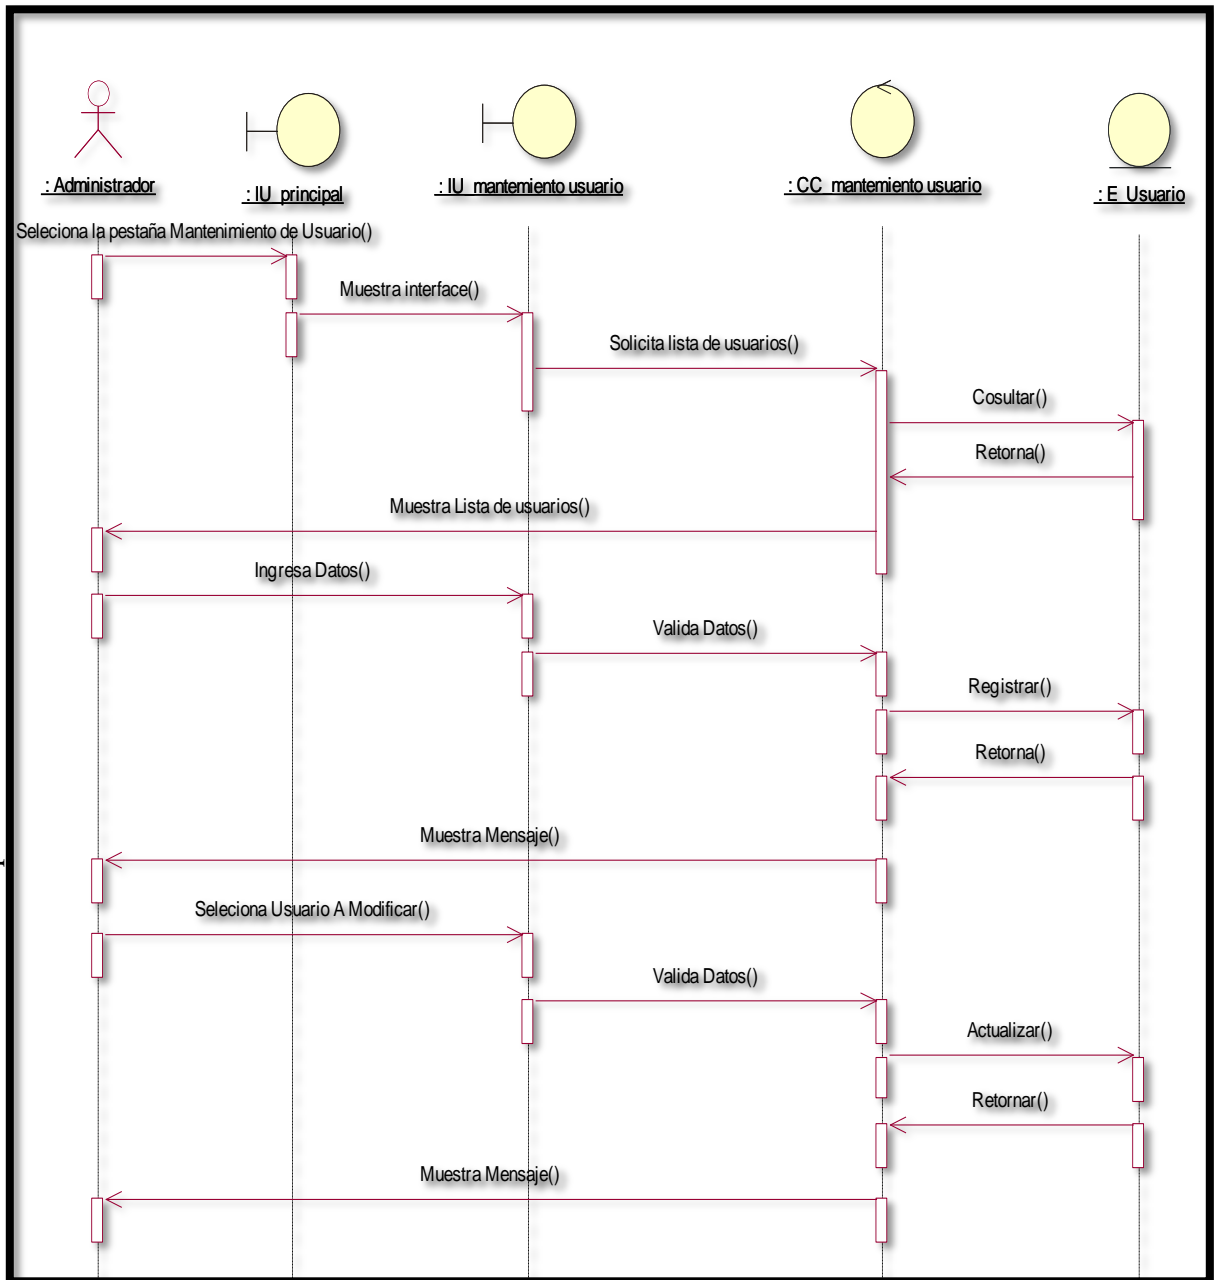 : Administrador
: IU_principal
: IU_mantemiento usuario
: CC_mantemiento usuario
: E_Usuario
Seleciona la pestaña Mantenimiento de Usuario()
Muestra interface()
Solicita lista de usuarios()
Cosultar()
Retorna()
Muestra Lista de usuarios()
Ingresa Datos()
Valida Datos()
Registrar()
Retorna()
Muestra Mensaje()
Seleciona Usuario A Modificar()
Valida Datos()
Actualizar()
Retornar()
Muestra Mensaje()